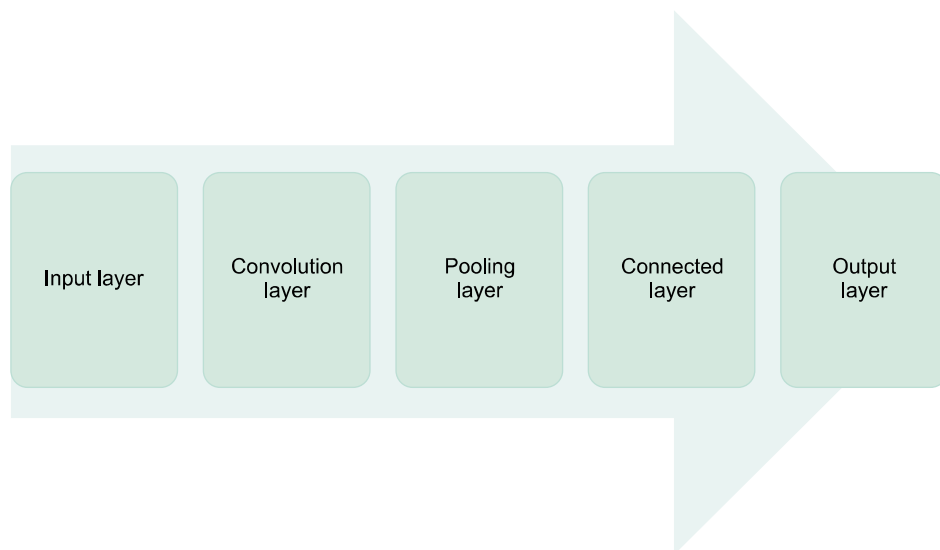 Input layer
Convolution
layer
Pooling
layer
Connected
layer
Output
layer